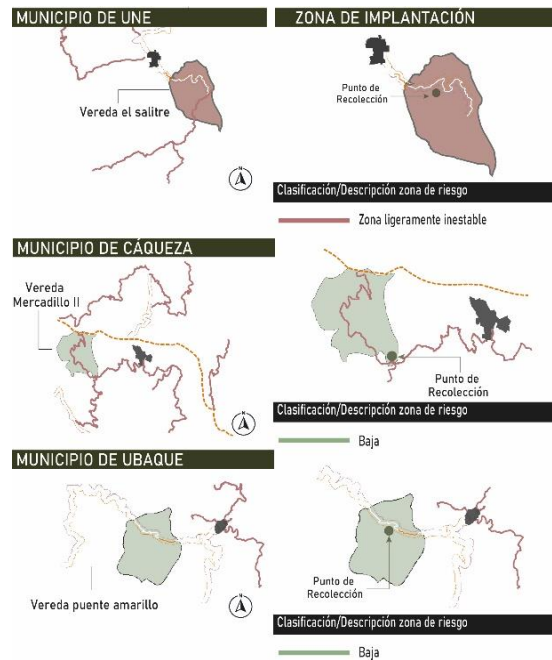 MUNICIPIO DE UNE
ZONA DE IMPLANTACIÓN
Vereda el salitre
Punto de
Recolección
N
Clasificación/Descripción zona de riesgo
Zona ligeramente inestable
MUNICIPIO DE CÁQUEZA
Vereda
Mercadillo II
Punto de
Recolección
Clasificación/Descripción zona de riesgo
Baja
MUNICIPIO DE UBAQUE
Punto de
Recolección
Vereda puente amarillo
Clasificación/Descripción zona de riesgo
Baja